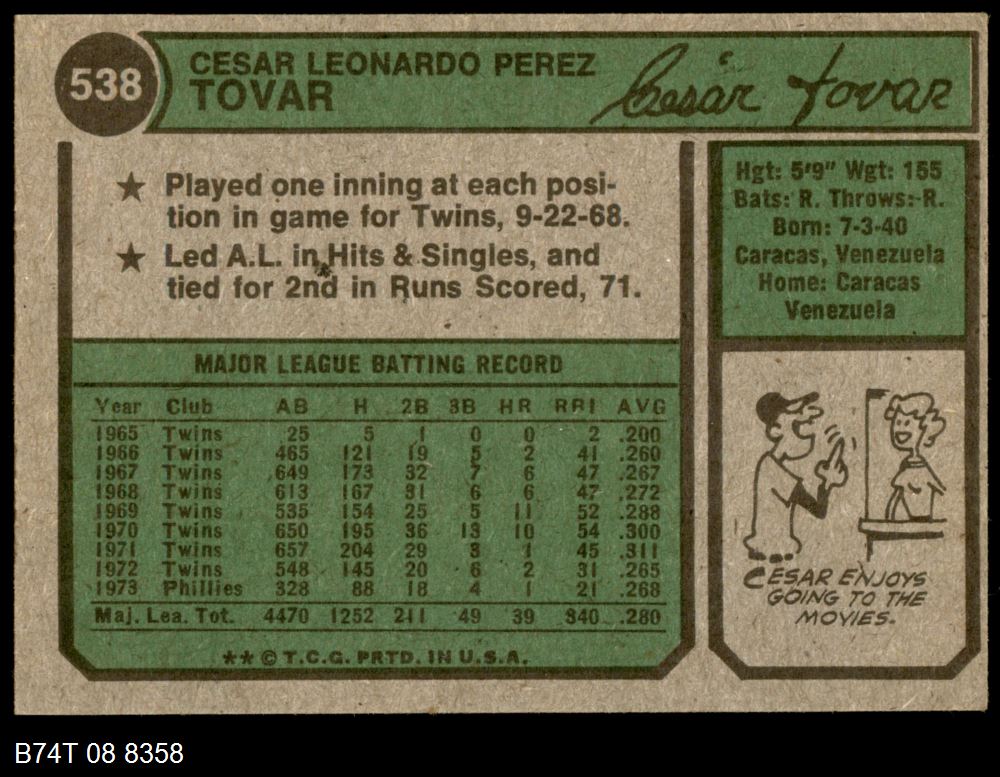 538
CESAR LEONARDO PEREZ
TOVAR
Cesár Tovar
★ Played one inning at each posi-
tion in game for Twins, 9-22-68.
★ Led A.L. in Hits & Singles, and
tied for 2nd in Runs Scored, 71.
Hgt: 5'9" Wgt: 155
Bats: R. Throws: R.
Born: 7-3-40
Caracas, Venezuela
Home: Caracas
Venezuela
MAJOR LEAGUE BATTING RECORD
Year Club AB H 2B 3B HR RBI AVG
1965 Twins 25 5 1 0 0 2 .200
1966 Twins 465 121 19 5 2 41 .260
1967 Twins 649 173 32 7 6 47 .267
1968 Twins 613 167 31 6 6 47 .272
1969 Twins 535 154 25 5 11 52 .288
1970 Twins 650 195 36 13 10 54 .300
1971 Twins 657 204 29 3 1 45 .311
1972 Twins 548 145 20 6 2 31 .265
1973 Phillies 328 88 18 4 1 21 .268
Maj. Lea. Tot. 4470 1252 211 49 39 340 .280
** © T.C.G. PRTD. IN U.S.A.
CESAR ENJOYS
GOING TO THE
MOVIES.
B74T 08 8358